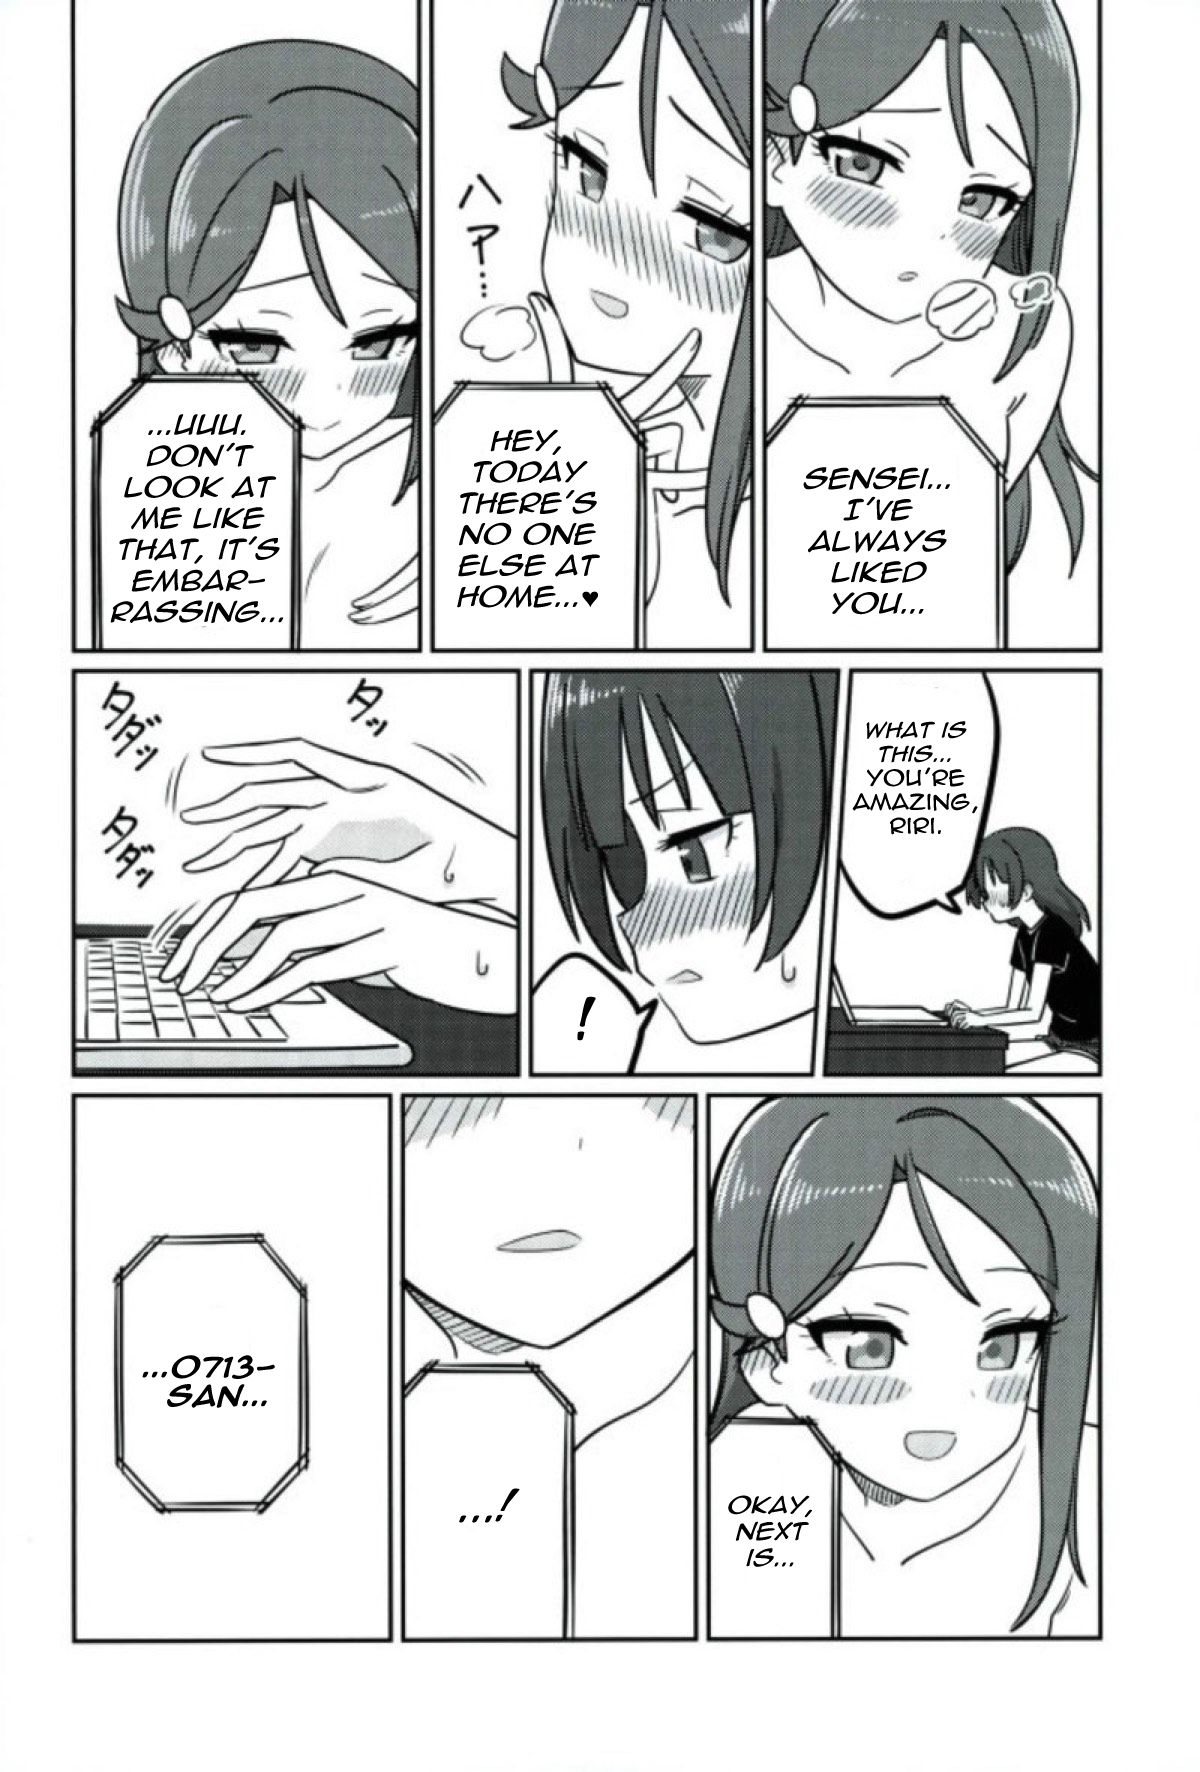 SENSEI...
I'VE
ALWAYS
LIKED
YOU...
ハァ...
HEY,
TODAY
THERE'S
NO ONE
ELSE AT
HOME...♥
...UUU.
DON'T
LOOK AT
ME LIKE
THAT, IT'S
EMBAR-
RASSING...
WHAT IS
THIS...
YOU'RE
AMAZING,
RIRI.
!
タッ
タダッ
タダッ
OKAY,
NEXT
IS...
...!
...0713-
SAN...